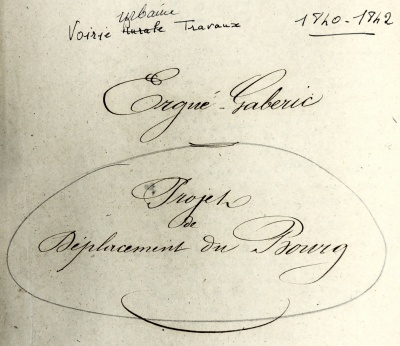 urbaine
Voirie Rurale Travaux
1840-1842
Ergué-Gaberic
Projet
de
Déplacement du Bourg